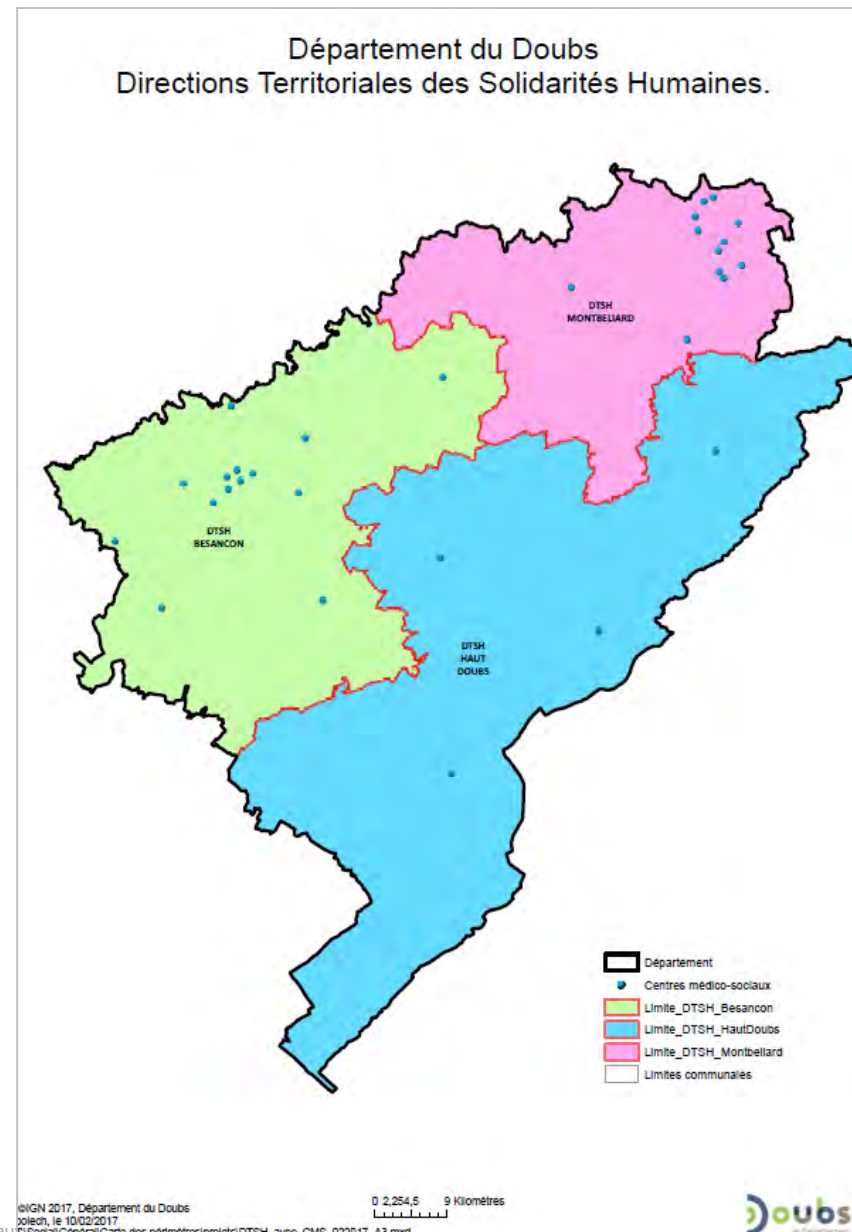 Département du Doubs
Directions Territoriales des Solidarités Humaines.
DTSH
MONTBELIARD
DTSH
BESANCON
DTSH
HAUT
DOUBS
Département
Centres médico-sociaux
Limite_DTSH_Besancon
Limite_DTSH_HautDoubs
Limite_DTSH_Montbeliard
Limites communales
©IGN 2017, Département du Doubs
, le 10/02/2017
0 2,254,5 9 Kilomètres
Doubs